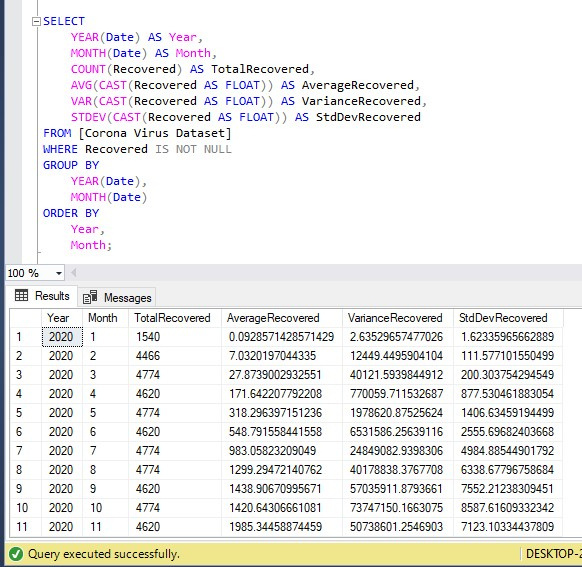 SELECT
YEAR(Date) AS Year,
MONTH(Date) AS Month,
COUNT(Recovered) AS TotalRecovered,
AVG(CAST(Recovered AS FLOAT)) AS AverageRecovered,
VAR(CAST(Recovered AS FLOAT)) AS VarianceRecovered,
STDEV(CAST(Recovered AS FLOAT)) AS StdDevRecovered
FROM [Corona Virus Dataset]
WHERE Recovered IS NOT NULL
GROUP BY
YEAR(Date),
MONTH(Date)
ORDER BY
Year,
Month;
100 %
Results Messages
Year Month TotalRecovered AverageRecovered VarianceRecovered StdDevRecovered
1 2020 1 1540 0.0928571428571429 2.63529657477026 1.62335965662889
2 2020 2 4466 7.0320197044335 12449.4495904104 111.577101550499
3 2020 3 4774 27.8739002932551 40121.5939844912 200.303754294549
4 2020 4 4620 171.642207792208 770059.711532687 877.530461883054
5 2020 5 4774 318.296397151236 1978620.87525624 1406.63459194499
6 2020 6 4620 548.791558441558 6531586.25639116 2555.69682403668
7 2020 7 4774 983.05823209049 24849082.9398306 4984.88544901792
8 2020 8 4774 1299.29472140762 40178838.3767708 6338.67796758684
9 2020 9 4620 1438.90670995671 57035911.8793661 7552.21238309451
10 2020 10 4774 1420.64306661081 73747150.1663075 8587.61609332342
11 2020 11 4620 1985.34458874459 50738601.2546903 7123.10334437809
Query executed successfully. DESKTOP-2